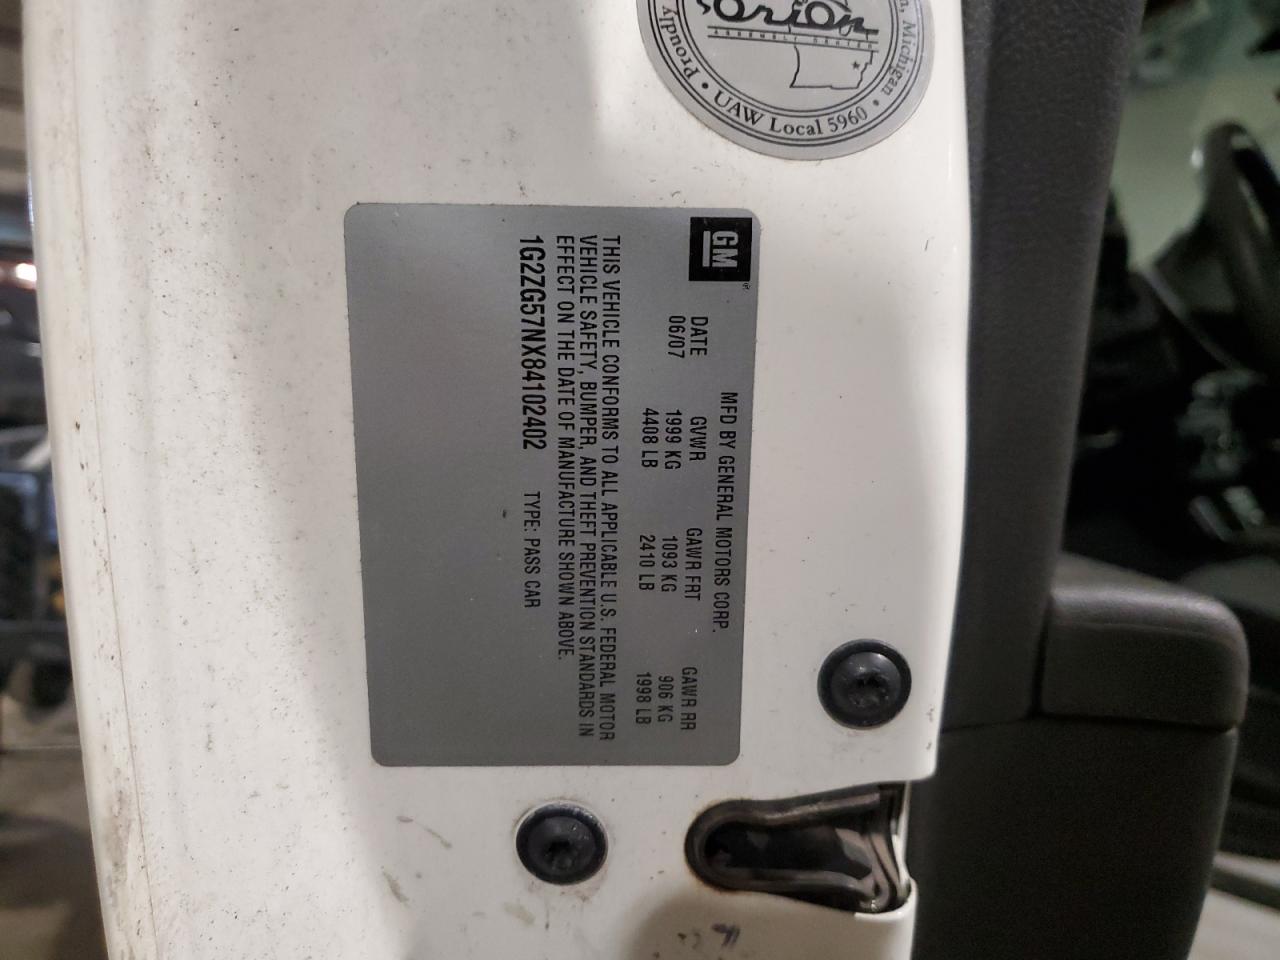 orion
ASSEMBLY CENTER
Proudly
Michigan
UAW Local 5960
GM
MFD BY GENERAL MOTORS CORP.
DATE GVWR GAWR FRT GAWR RR
06/07 1999 KG 1093 KG 906 KG
4408 LB 2410 LB 1998 LB
THIS VEHICLE CONFORMS TO ALL APPLICABLE U.S. FEDERAL MOTOR
VEHICLE SAFETY, BUMPER, AND THEFT PREVENTION STANDARDS IN
EFFECT ON THE DATE OF MANUFACTURE SHOWN ABOVE.
1G2ZG57NX84102402 TYPE: PASS CAR